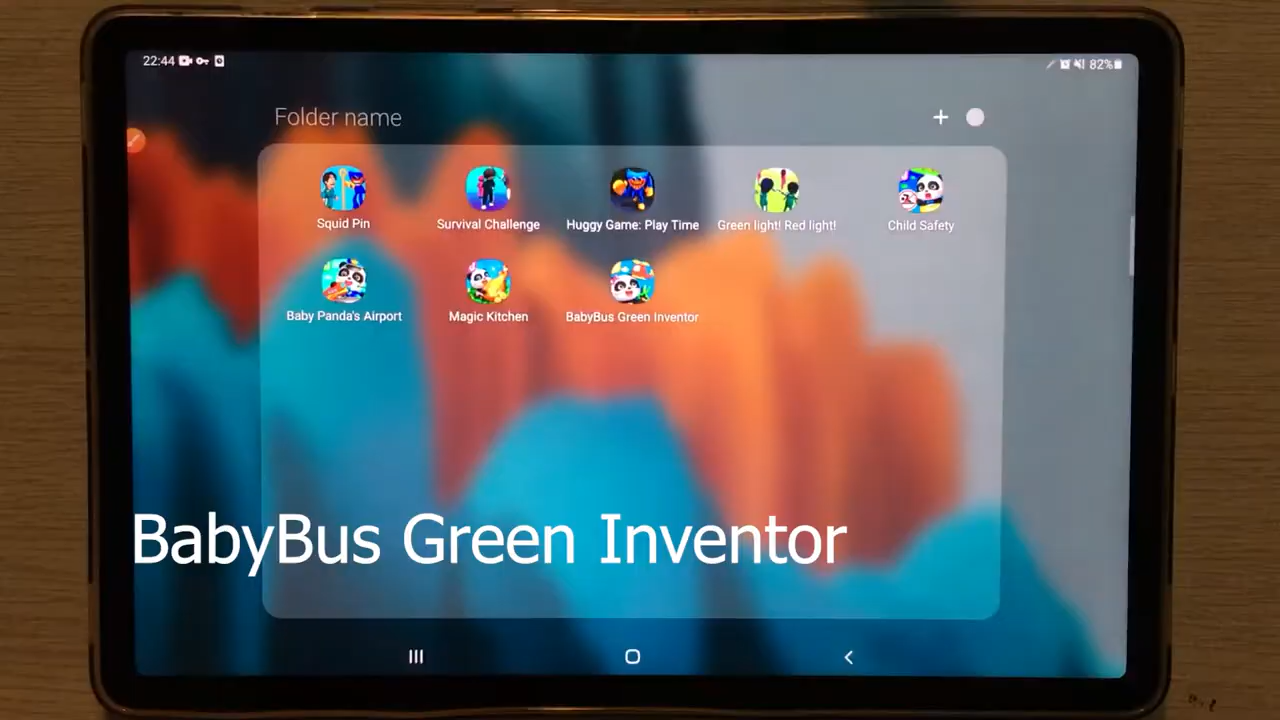 22:44
82%
Folder name
Squid Pin
Survival Challenge
Huggy Game: Play Time
Green light! Red light!
Child Safety
Baby Panda's Airport
Magic Kitchen
BabyBus Green Inventor
BabyBus Green Inventor